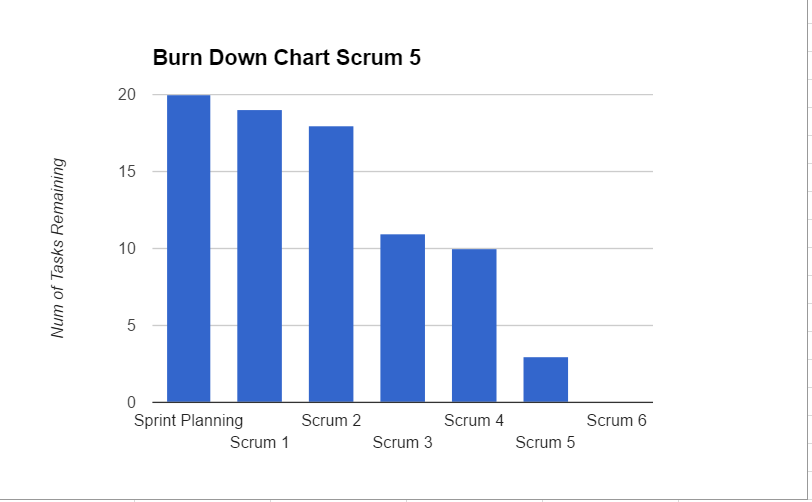 Burn Down Chart Scrum 5
Num of Tasks Remaining
20
15
10
5
0
Sprint Planning
Scrum 1
Scrum 2
Scrum 3
Scrum 4
Scrum 5
Scrum 6